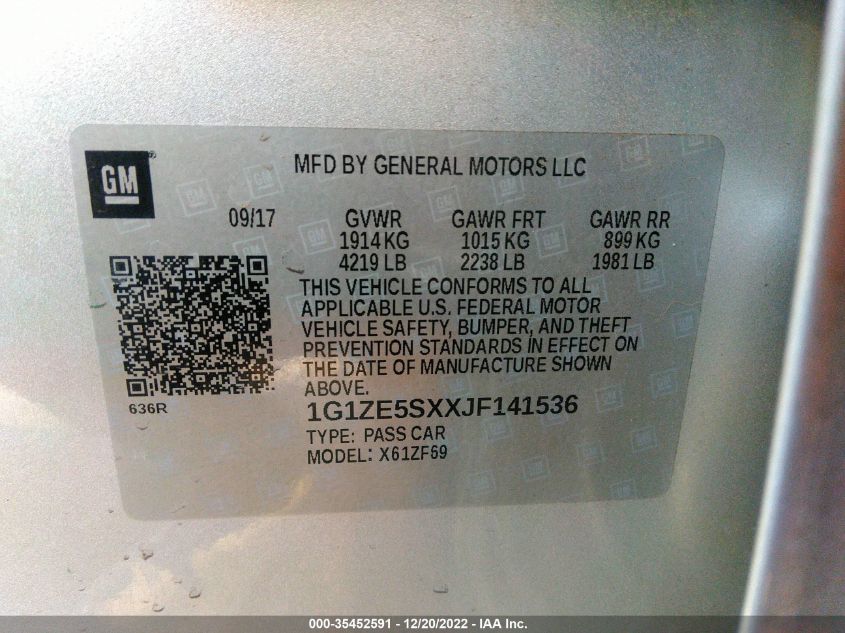 GM
MFD BY GENERAL MOTORS LLC
09/17 GVWR GAWR FRT GAWR RR
1914 KG 1015 KG 899 KG
4219 LB 2238 LB 1981 LB
THIS VEHICLE CONFORMS TO ALL
APPLICABLE U.S. FEDERAL MOTOR
VEHICLE SAFETY, BUMPER, AND THEFT
PREVENTION STANDARDS IN EFFECT ON
THE DATE OF MANUFACTURE SHOWN
ABOVE.
636R
1G1ZE5SXXJF141536
TYPE: PASS CAR
MODEL: X61ZF69
000-35452591 - 12/20/2022 - IAA Inc.